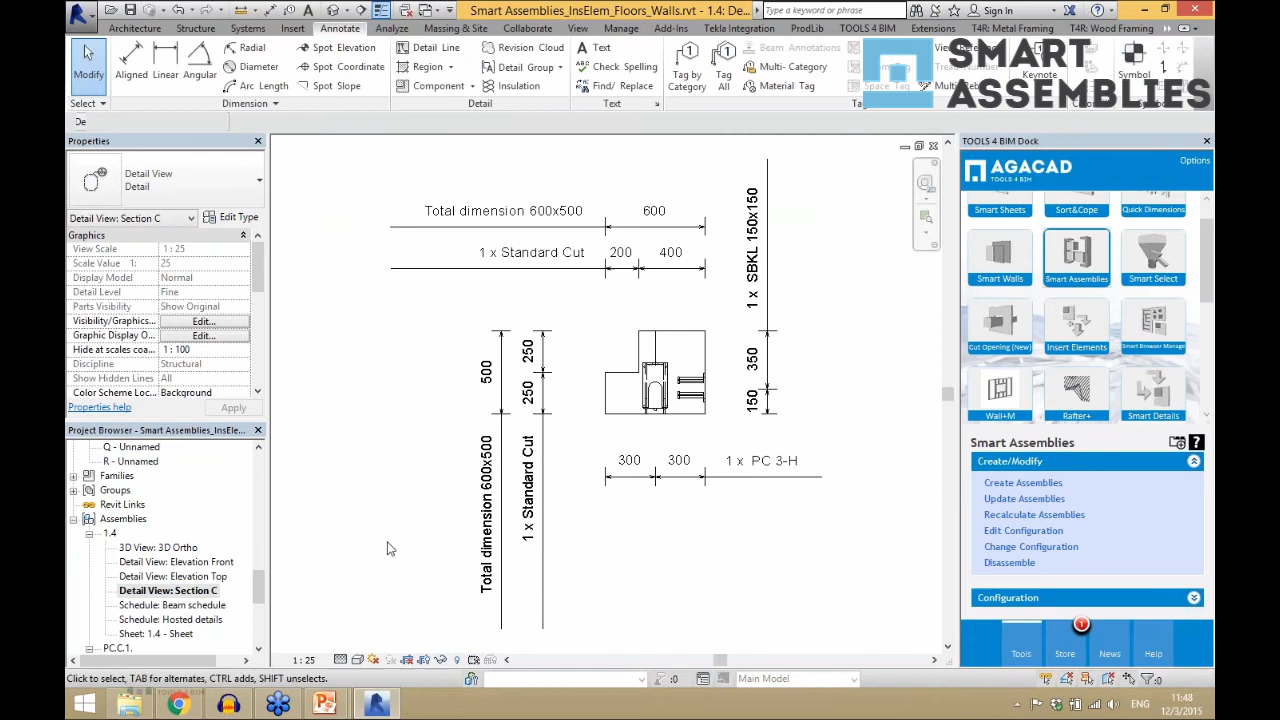 Smart Assemblies_InsElem_Floors_Walls.rvt - 1.4: De...
Type a keyword or phrase
Sign In
Architecture Structure Systems Insert Annotate Analyze Massing & Site Collaborate View Manage Add-Ins Tekla Integration ProdLib TOOLS 4 BIM Extensions T4R: Metal Framing T4R: Wood Framing
Modify
Select
Aligned Linear Angular
Radial
Diameter
Arc Length
Spot Elevation
Spot Coordinate
Spot Slope
Dimension
Detail Line
Region
Component
Revision Cloud
Detail Group
Insulation
Detail
Text
Check Spelling
Find/ Replace
Text
Tag by Category
Tag All
Beam Annotations
Multi- Category
Material Tag
Keynote
Symbol
SMART
ASSEMBLIES
De
Properties
Detail View
Detail
Detail View: Section C
Edit Type
Graphics
View Scale 1 : 25
Scale Value 1: 25
Display Model Normal
Detail Level Fine
Parts Visibility Show Original
Visibility/Graphics... Edit...
Graphic Display O... Edit...
Hide at scales coa... 1 : 100
Discipline Structural
Show Hidden Lines All
Color Scheme Loc... Background
Properties help
Apply
Project Browser - Smart Assemblies_InsEle...
Q - Unnamed
R - Unnamed
Families
Groups
Revit Links
Assemblies
1.4
3D View: 3D Ortho
Detail View: Elevation Front
Detail View: Elevation Top
Detail View: Section C
Schedule: Beam schedule
Schedule: Hosted details
Sheet: 1.4 - Sheet
P.C.C.1.
Total dimension 600x500
600
1 x Standard Cut
200
400
1 x SBKL 150x150
350
150
500
250
250
Total dimension 600x500
1 x Standard Cut
300
300
1 x PC 3-H
1 : 25
TOOLS 4 BIM Dock
AGACAD
TOOLS 4 BIM
Options
Smart Sheets
Sort&Cope
Quick Dimensions
Smart Walls
Smart Assemblies
Smart Select
Cut Opening (New)
Insert Elements
Smart Browser Manage
Wall+M
Rafter+
Smart Details
Smart Assemblies
?
Create/Modify
Create Assemblies
Update Assemblies
Recalculate Assemblies
Edit Configuration
Change Configuration
Disassemble
Configuration
1
Tools
Store
News
Help
Click to select, TAB for alternates, CTRL adds, SHIFT unselects.
:0
Main Model
:0
ENG
11:48
12/3/2015